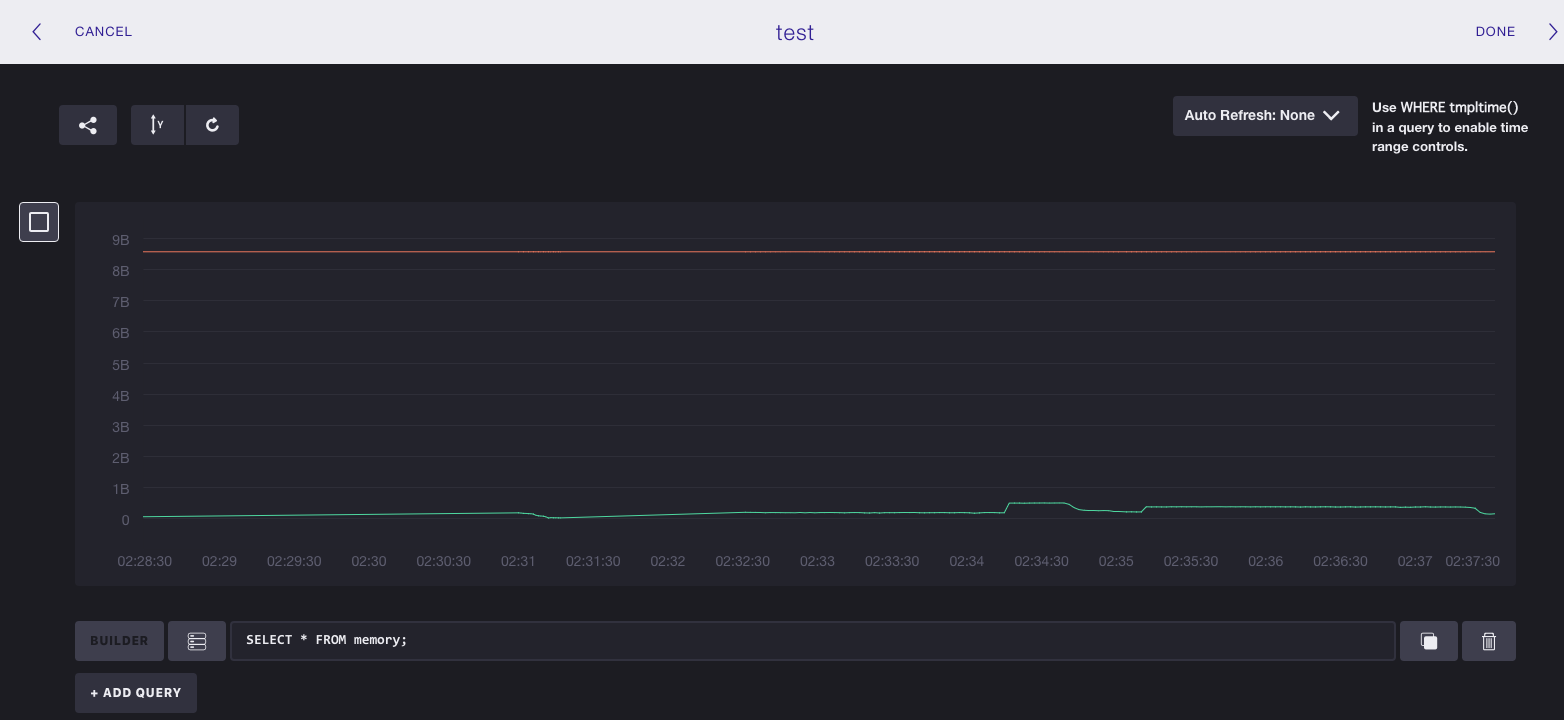 CANCEL
test
DONE
Y
Auto Refresh: None
Use WHERE tmpltime()
in a query to enable time
range controls.
9B
8B
7B
6B
5B
4B
3B
2B
1B
0
02:28:30 02:29 02:29:30 02:30 02:30:30 02:31 02:31:30 02:32 02:32:30 02:33 02:33:30 02:34 02:34:30 02:35 02:35:30 02:36 02:36:30 02:37 02:37:30
BUILDER
SELECT * FROM memory;
+ ADD QUERY